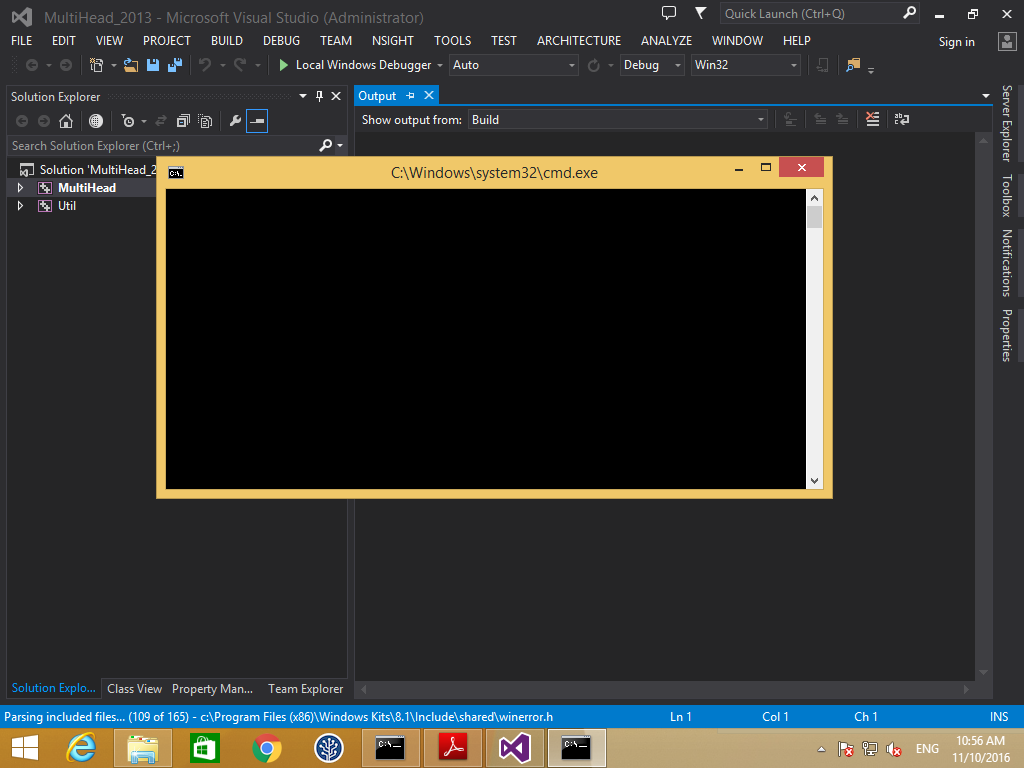 MultiHead_2013 - Microsoft Visual Studio (Administrator)
Quick Launch (Ctrl+Q)
FILE EDIT VIEW PROJECT BUILD DEBUG TEAM NSIGHT TOOLS TEST ARCHITECTURE ANALYZE WINDOW HELP
Sign in
Local Windows Debugger Auto Debug Win32
Solution Explorer
Output
Show output from: Build
Search Solution Explorer (Ctrl+;)
Solution 'MultiHead_2
MultiHead
Util
C:\Windows\system32\cmd.exe
Server Explorer
Toolbox
Notifications
Properties
Solution Explo... Class View Property Man... Team Explorer
Parsing included files... (109 of 165) - c:\Program Files (x86)\Windows Kits\8.1\Include\shared\winerror.h Ln 1 Col 1 Ch 1 INS
ENG
10:56 AM
11/10/2016